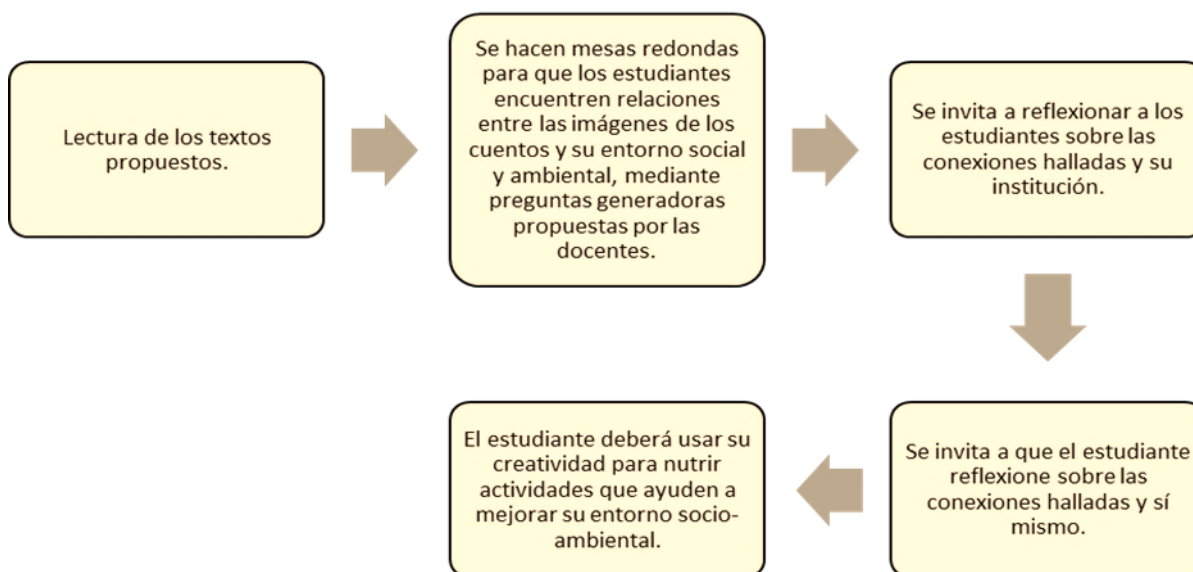 Lectura de los textos
propuestos.
Se hacen mesas redondas
para que los estudiantes
encuentren relaciones
entre las imágenes de los
cuentos y su entorno social
y ambiental, mediante
preguntas generadoras
propuestas por las
docentes.
Se invita a reflexionar a los
estudiantes sobre las
conexiones halladas y su
institución.
Se invita a que el estudiante
reflexione sobre las
conexiones halladas y sí
mismo.
El estudiante deberá usar su
creatividad para nutrir
actividades que ayuden a
mejorar su entorno socio-
ambiental.